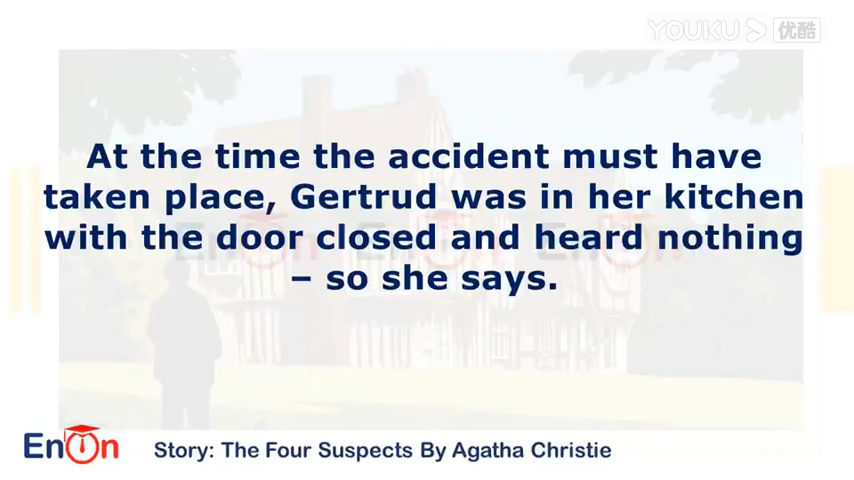 YOUKU 优酷
At the time the accident must have
taken place, Gertrud was in her kitchen
with the door closed and heard nothing
– so she says.
EnOn
Story: The Four Suspects By Agatha Christie